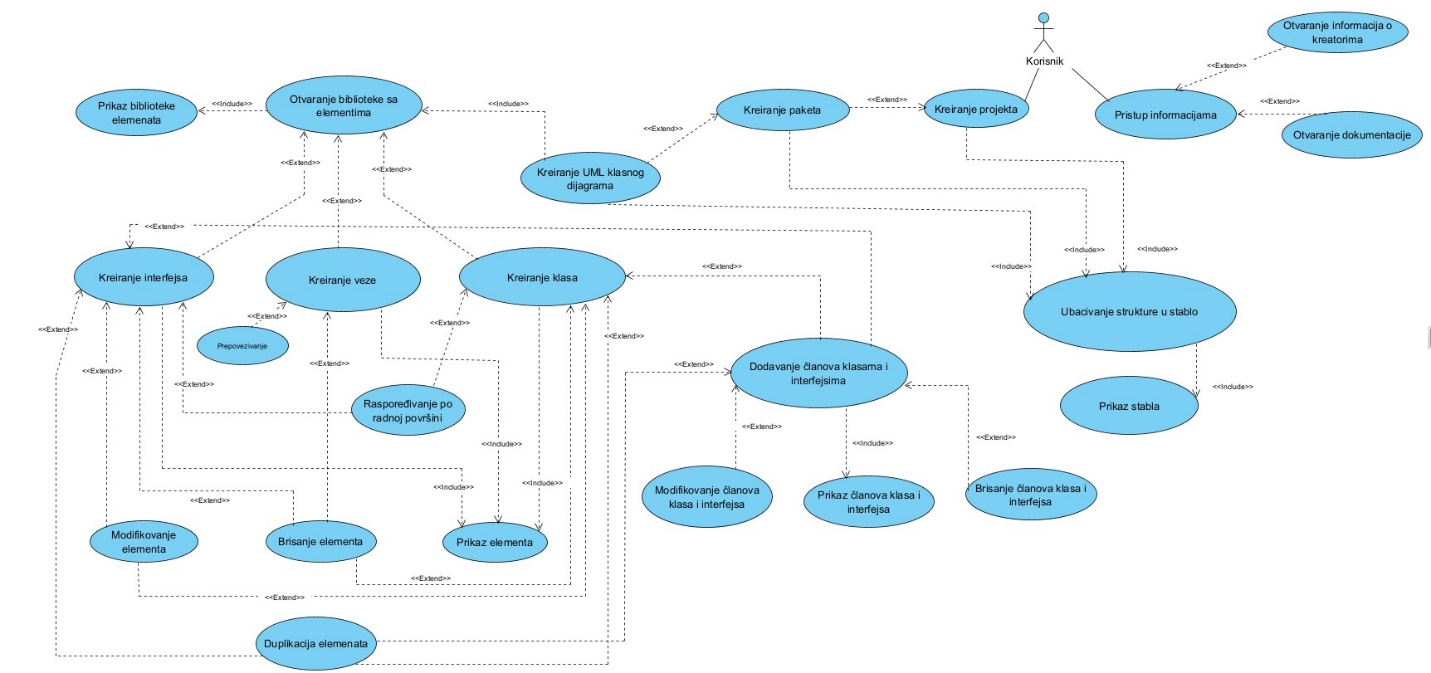 Otvaranje informacija o
kreatorima
Korisnik
<<Extend>>
Prikaz biblioteke
elemenata
<<Include>>
Otvaranje biblioteke sa
elementima
<<Include>>
Kreiranje paketa
<<Extend>>
Kreiranje projekta
Pristup informacijama
<<Extend>>
Otvaranje dokumentacije
<<Extend>>
<<Extend>>
<<Extend>>
Kreiranje UML klasnog
dijagrama
<<Extend>>
<<Extend>>
<<Include>>
<<Include>>
<<Include>>
Kreiranje interfejsa
Kreiranje veze
Kreiranje klasa
<<Extend>>
Ubacivanje strukture u stablo
<<Extend>>
<<Extend>>
<<Extend>>
<<Extend>>
Prepovezivanje
<<Extend>>
<<Extend>>
<<Extend>>
<<Extend>>
Dodavanje članova klasama i
interfejsima
<<Include>>
Raspoređivanje po
radnoj površini
Prikaz stabla
<<Extend>>
<<Include>>
<<Include>>
<<Extend>>
<<Include>>
<<Include>>
<<Extend>>
Modifikovanje članova
klasa i interfejsa
Prikaz članova klasa i
interfejsa
Brisanje članova klasa i
interfejsa
Modifikovanje
elementa
Brisanje elementa
Prikaz elementa
<<Extend>>
<<Extend>>
Duplikacija elemenata